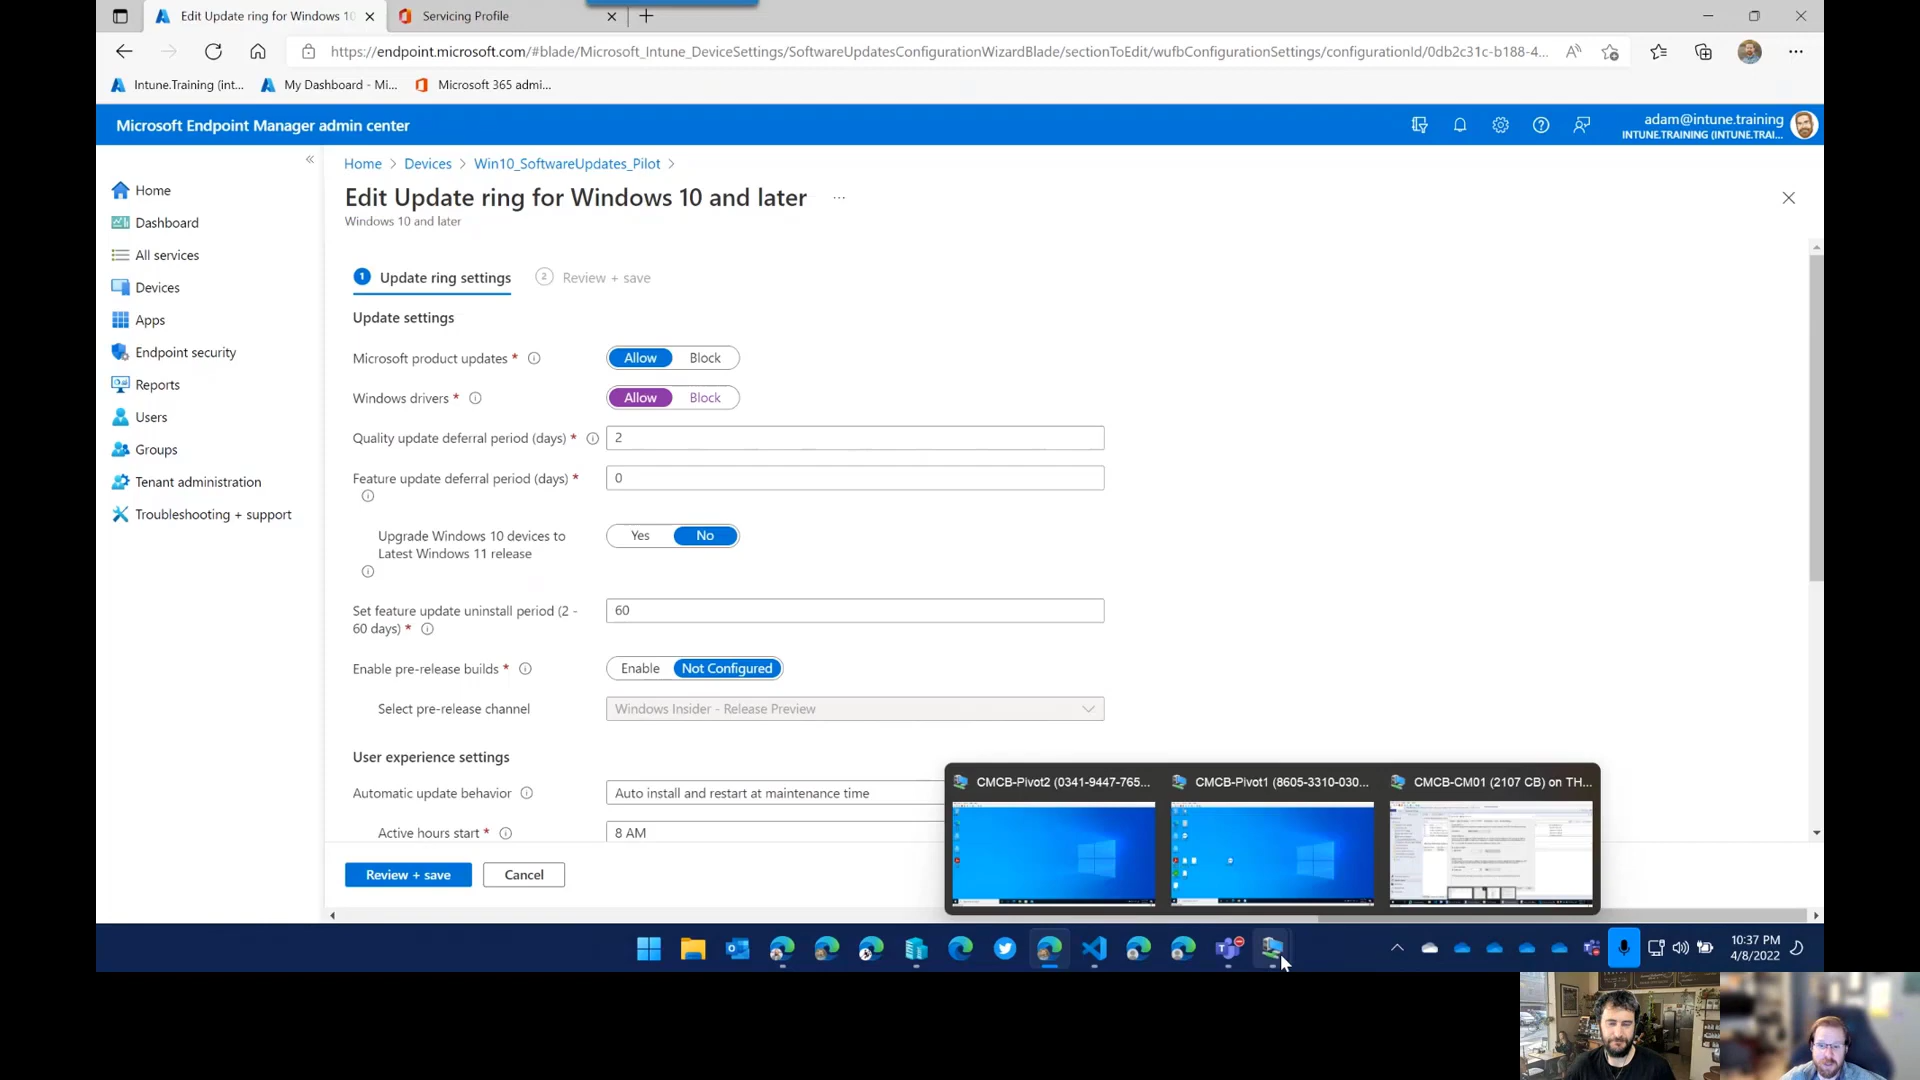 Edit Update ring for Windows 10
Servicing Profile
https://endpoint.microsoft.com/#blade/Microsoft_Intune_DeviceSettings/SoftwareUpdatesConfigurationWizardBlade/sectionToEdit/wufbConfigurationSettings/configurationId/0db2c31c-b188-4...
Intune.Training (int...
My Dashboard - Mi...
Microsoft 365 admi...
Microsoft Endpoint Manager admin center
adam@intune.training
INTUNE.TRAINING (INTUNE.TRAI...
Home > Devices > Win10_SoftwareUpdates_Pilot >
Edit Update ring for Windows 10 and later ...
Windows 10 and later
Home
Dashboard
All services
Devices
Apps
Endpoint security
Reports
Users
Groups
Tenant administration
Troubleshooting + support
1 Update ring settings
2 Review + save
Update settings
Microsoft product updates * Allow Block
Windows drivers * Allow Block
Quality update deferral period (days) * 2
Feature update deferral period (days) * 0
Upgrade Windows 10 devices to
Latest Windows 11 release
Yes No
Set feature update uninstall period (2 -
60 days) *
60
Enable pre-release builds * Enable Not Configured
Select pre-release channel Windows Insider - Release Preview
User experience settings
Automatic update behavior Auto install and restart at maintenance time
Active hours start * 8 AM
Review + save Cancel
CMCB-Pivot2 (0341-9447-765...
CMCB-Pivot1 (8605-3310-030...
CMCB-CM01 (2107 CB) on TH...
10:37 PM
4/8/2022